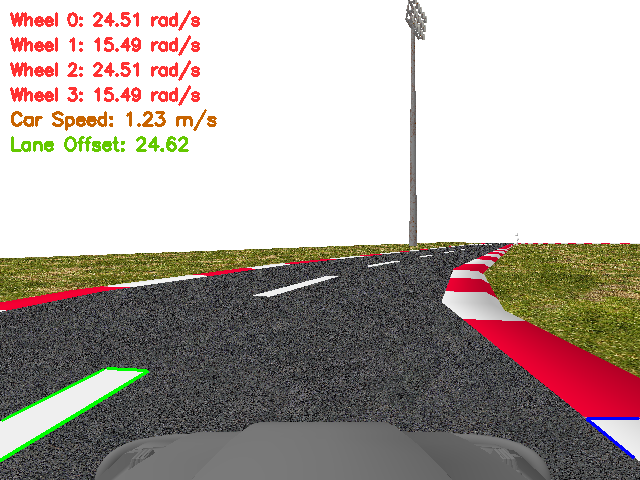 Wheel 0: 24.51 rad/s
Wheel 1: 15.49 rad/s
Wheel 2: 24.51 rad/s
Wheel 3: 15.49 rad/s
Car Speed: 1.23 m/s
Lane Offset: 24.62